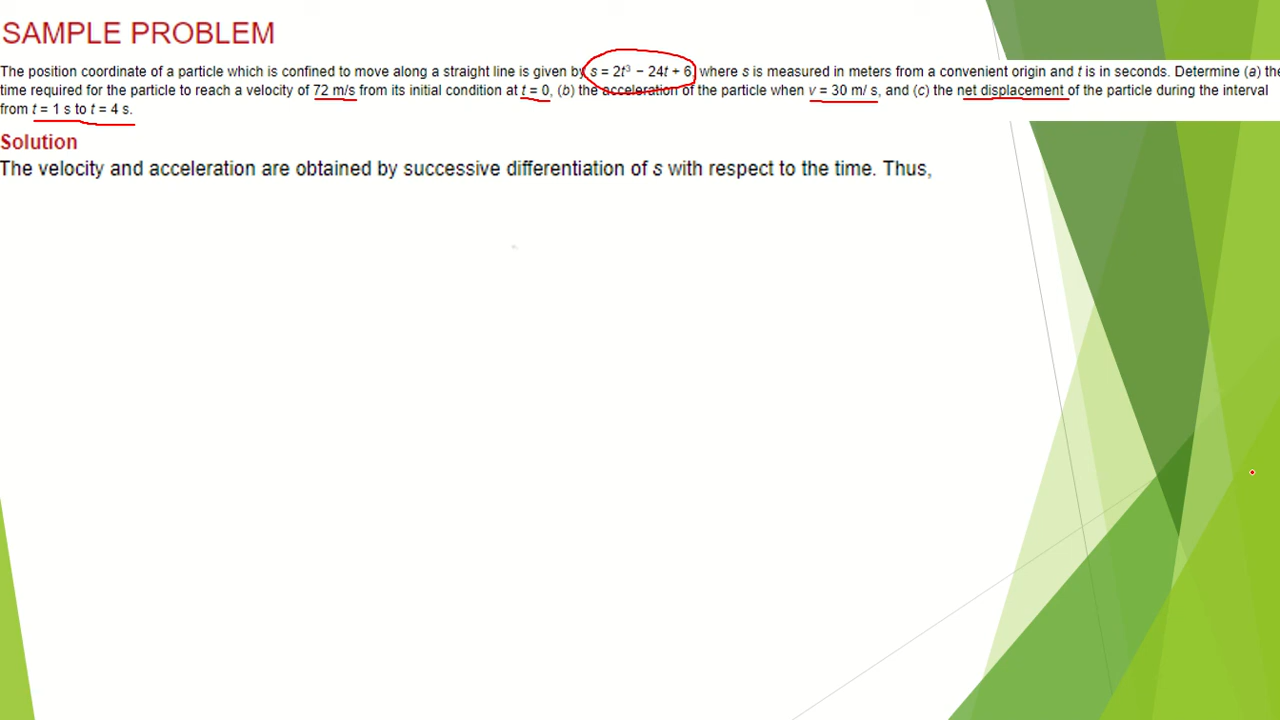 SAMPLE PROBLEM
The position coordinate of a particle which is confined to move along a straight line is given by s = 2t³ − 24t + 6, where s is measured in meters from a convenient origin and t is in seconds. Determine (a) the
time required for the particle to reach a velocity of 72 m/s from its initial condition at t = 0, (b) the acceleration of the particle when v = 30 m/ s, and (c) the net displacement of the particle during the interval
from t = 1 s to t = 4 s.
Solution
The velocity and acceleration are obtained by successive differentiation of s with respect to the time. Thus,